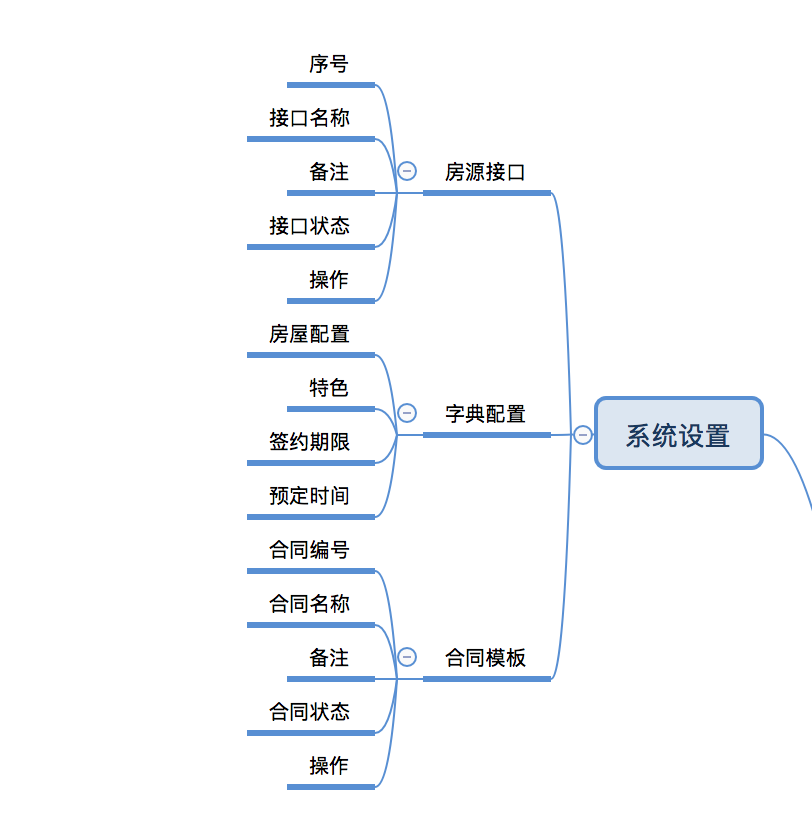 序号
接口名称
备注
房源接口
接口状态
操作
房屋配置
特色
字典配置
系统设置
签约期限
预定时间
合同编号
合同名称
备注
合同模板
合同状态
操作